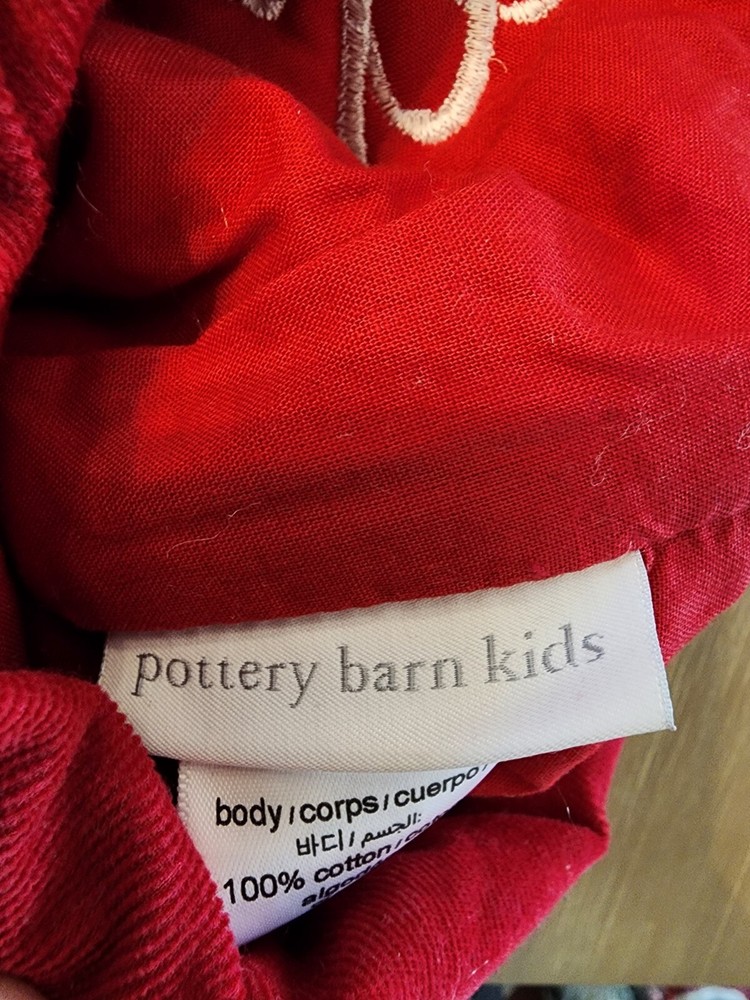 pottery barn kids
body / corps / cuerpo
바디 / الجسم:
100% cotton /